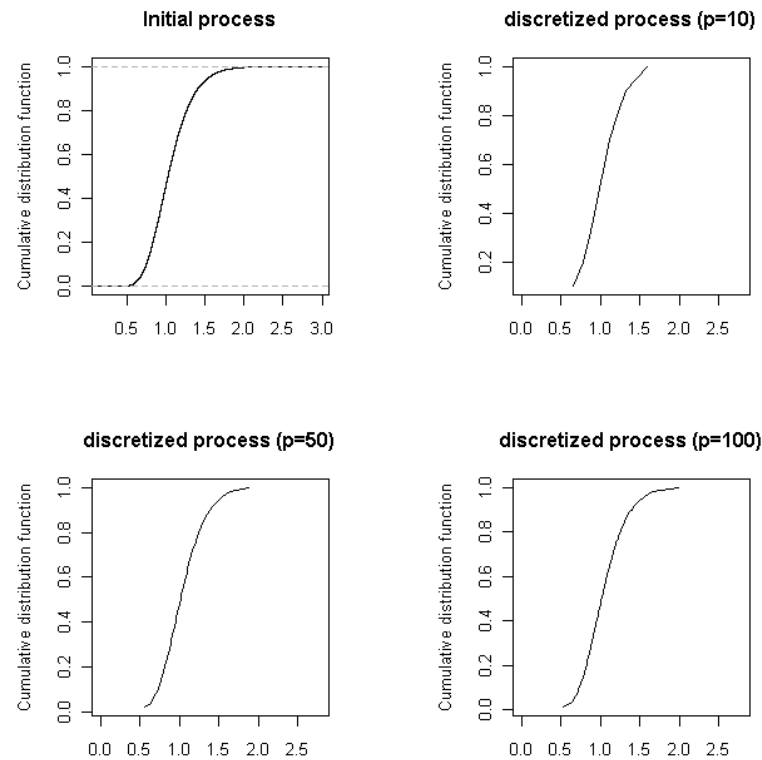 Initial process
discretized process (p=10)
Cumulative distribution function
0.0 0.2 0.4 0.6 0.8 1.0
0.5 1.0 1.5 2.0 2.5 3.0
Cumulative distribution function
0.2 0.4 0.6 0.8 1.0
0.0 0.5 1.0 1.5 2.0 2.5
discretized process (p=50)
discretized process (p=100)
Cumulative distribution function
0.0 0.2 0.4 0.6 0.8 1.0
0.0 0.5 1.0 1.5 2.0 2.5
Cumulative distribution function
0.0 0.2 0.4 0.6 0.8 1.0
0.0 0.5 1.0 1.5 2.0 2.5